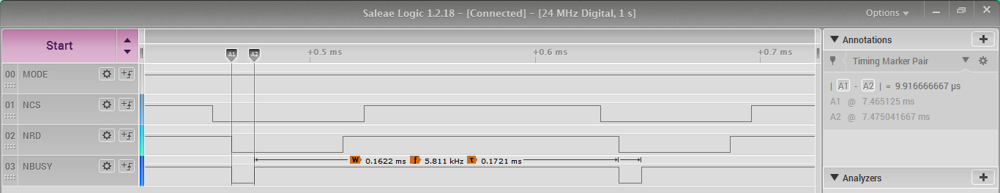 Saleae Logic 1.2.18 – [Connected] – [24 MHz Digital, 1 s]
Options
Start
A1 A2
+0.5 ms +0.6 ms +0.7 ms
00 MODE
01 NCS
02 NRD
03 NBUSY
W 0.1622 ms f 5.811 kHz τ 0.1721 ms
Annotations
Timing Marker Pair
| A1 - A2 | = 9.916666667 µs
A1 @ 7.465125 ms
A2 @ 7.475041667 ms
Analyzers